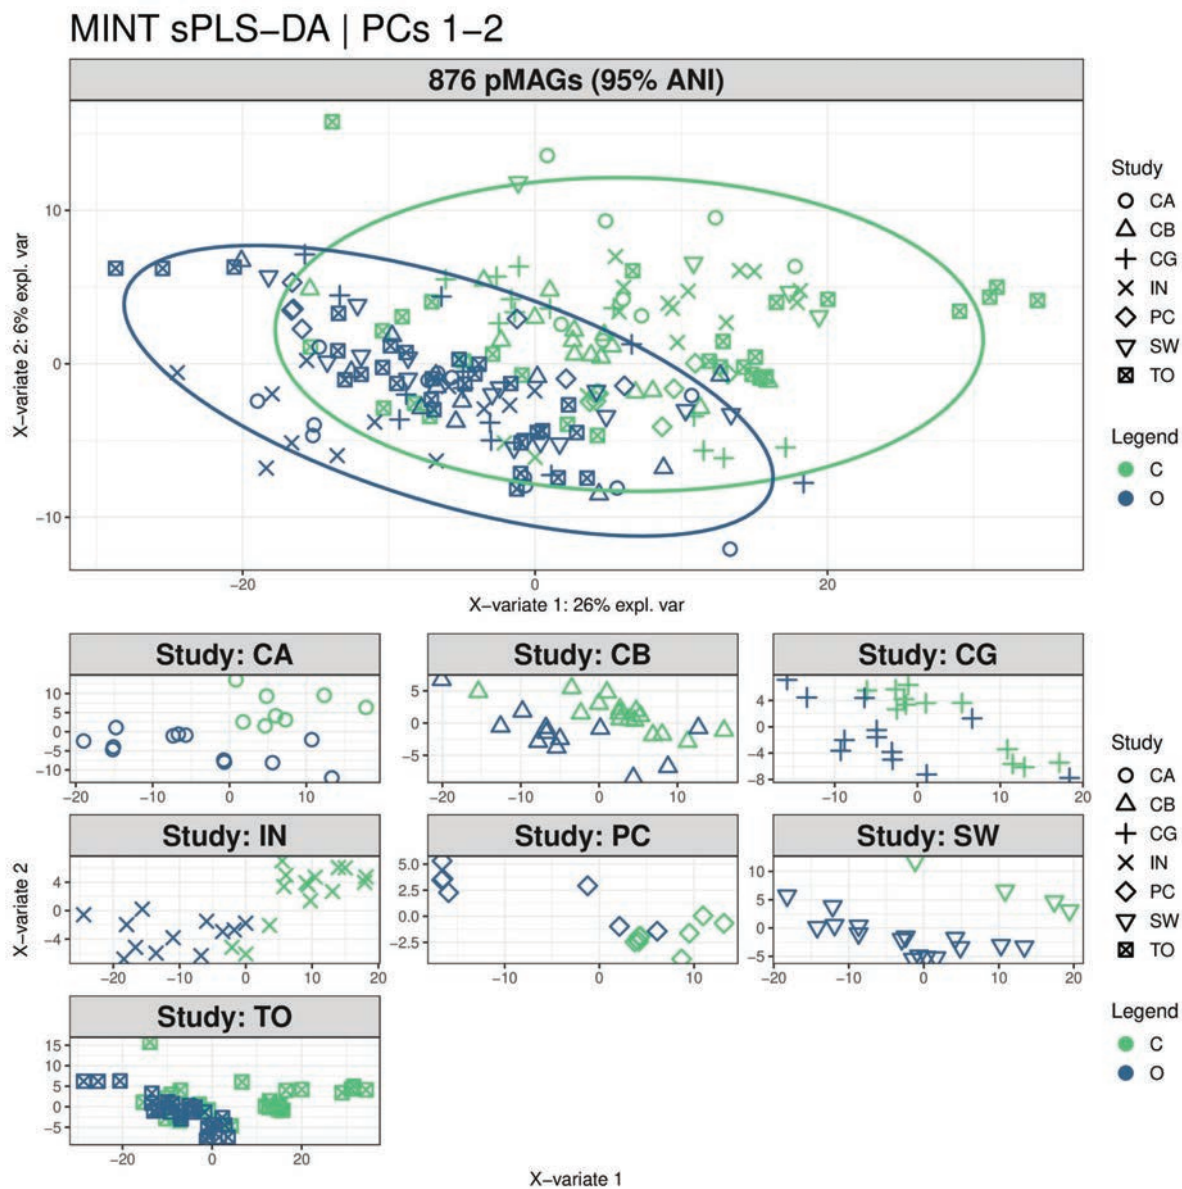 MINT sPLS−DA | PCs 1−2
876 pMAGs (95% ANI)
10
0
−10
X−variate 2: 6% expl. var
−20 0 20
X−variate 1: 26% expl. var
Study
CA
CB
CG
IN
PC
SW
TO
Legend
C
O
Study: CA
10
5
0
−5
−10
−20 −10 0 10
Study: CB
5
0
−5
−20 −10 0 10
Study: CG
4
0
−4
−8
−10 0 10 20
Study: IN
4
0
−4
−20 −10 0 10 20
Study: PC
5.0
2.5
0.0
−2.5
−10 0 10
Study: SW
10
5
0
−5
−20 −10 0 10 20
Study: TO
15
10
5
0
−5
−20 0 20
X−variate 2
X−variate 1
Study
CA
CB
CG
IN
PC
SW
TO
Legend
C
O